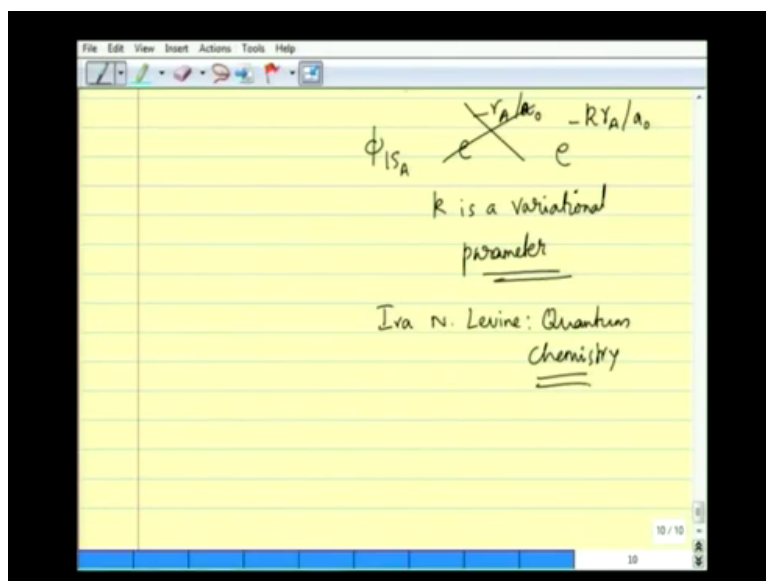 File Edit View Insert Actions Tools Help
ϕ1sA e^-rA/a0 e^-krA/a0
k is a variational
parameter
Ira N. Levine: Quantum
chemistry
10 / 10
10